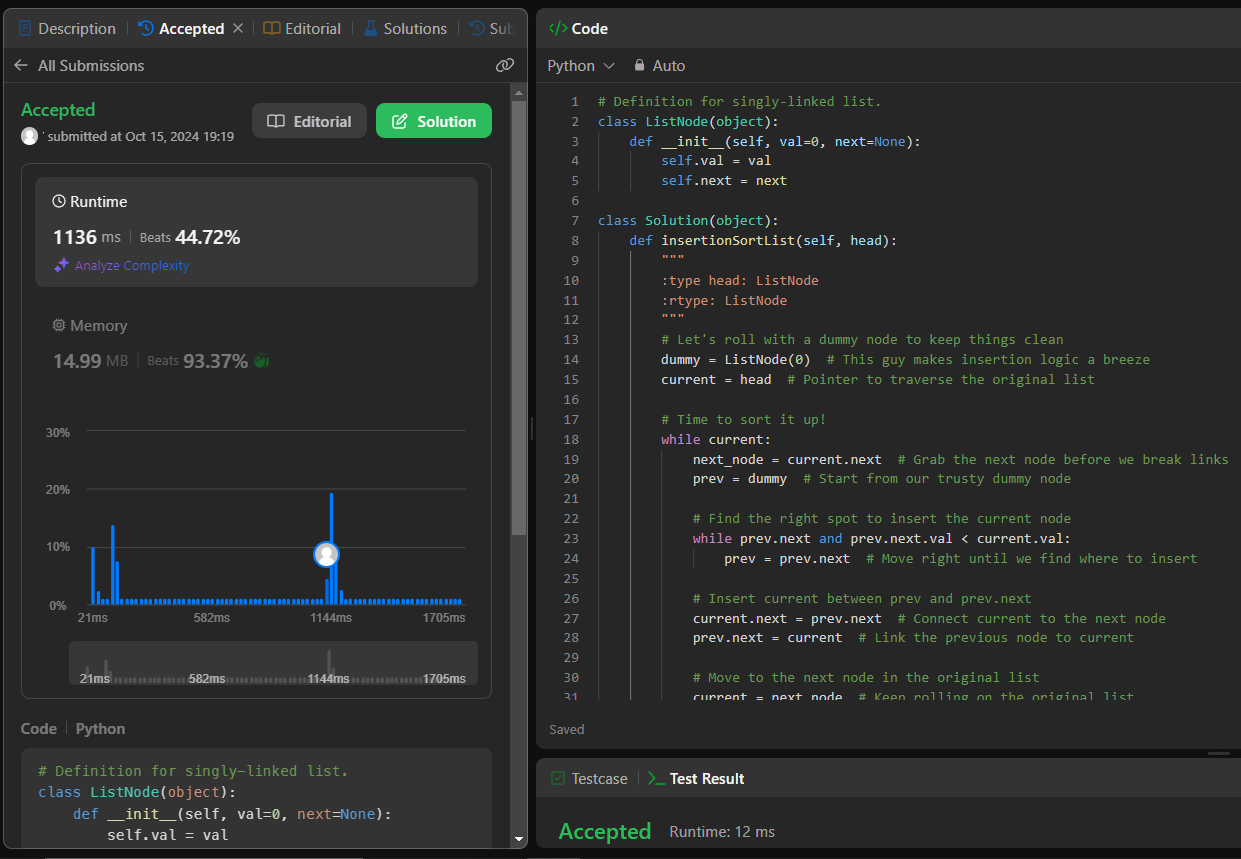 Description Accepted Editorial Solutions Sub
All Submissions
Accepted
submitted at Oct 15, 2024 19:19
Editorial
Solution
Runtime
1136 ms Beats 44.72%
Analyze Complexity
Memory
14.99 MB Beats 93.37%
30%
20%
10%
0%
21ms 582ms 1144ms 1705ms
21ms 582ms 1144ms 1705ms
Code Python
# Definition for singly-linked list.
class ListNode(object):
def __init__(self, val=0, next=None):
self.val = val
</> Code
Python Auto
1 # Definition for singly-linked list.
2 class ListNode(object):
3 def __init__(self, val=0, next=None):
4 self.val = val
5 self.next = next
6
7 class Solution(object):
8 def insertionSortList(self, head):
9 """
10 :type head: ListNode
11 :rtype: ListNode
12 """
13 # Let's roll with a dummy node to keep things clean
14 dummy = ListNode(0) # This guy makes insertion logic a breeze
15 current = head # Pointer to traverse the original list
16
17 # Time to sort it up!
18 while current:
19 next_node = current.next # Grab the next node before we break links
20 prev = dummy # Start from our trusty dummy node
21
22 # Find the right spot to insert the current node
23 while prev.next and prev.next.val < current.val:
24 prev = prev.next # Move right until we find where to insert
25
26 # Insert current between prev and prev.next
27 current.next = prev.next # Connect current to the next node
28 prev.next = current # Link the previous node to current
29
30 # Move to the next node in the original list
31 current = next_node # Keep rolling on the original list
Saved
Testcase >_ Test Result
Accepted Runtime: 12 ms